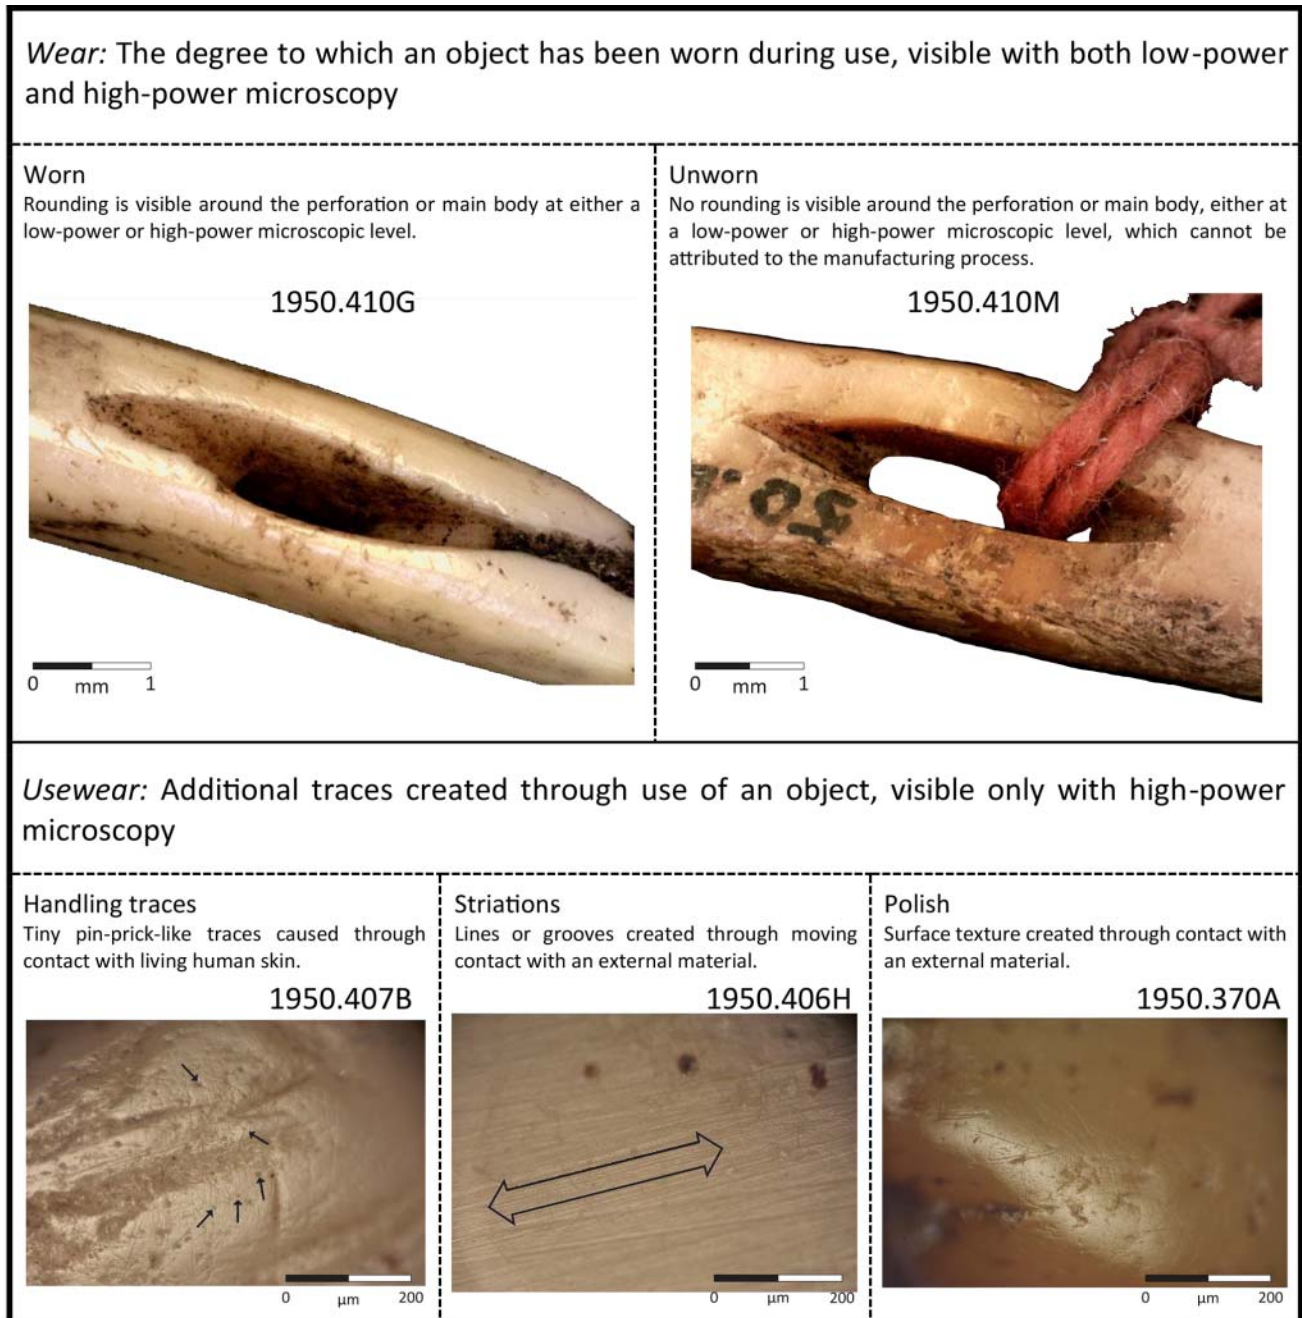 Wear: The degree to which an object has been worn during use, visible with both low-power
and high-power microscopy
Worn
Rounding is visible around the perforation or main body at either a
low-power or high-power microscopic level.
1950.410G
0 mm 1
Unworn
No rounding is visible around the perforation or main body, either at
a low-power or high-power microscopic level, which cannot be
attributed to the manufacturing process.
1950.410M
50.
0 mm 1
Usewear: Additional traces created through use of an object, visible only with high-power
microscopy
Handling traces
Tiny pin-prick-like traces caused through
contact with living human skin.
1950.407B
0 µm 200
Striations
Lines or grooves created through moving
contact with an external material.
1950.406H
0 µm 200
Polish
Surface texture created through contact with
an external material.
1950.370A
0 µm 200